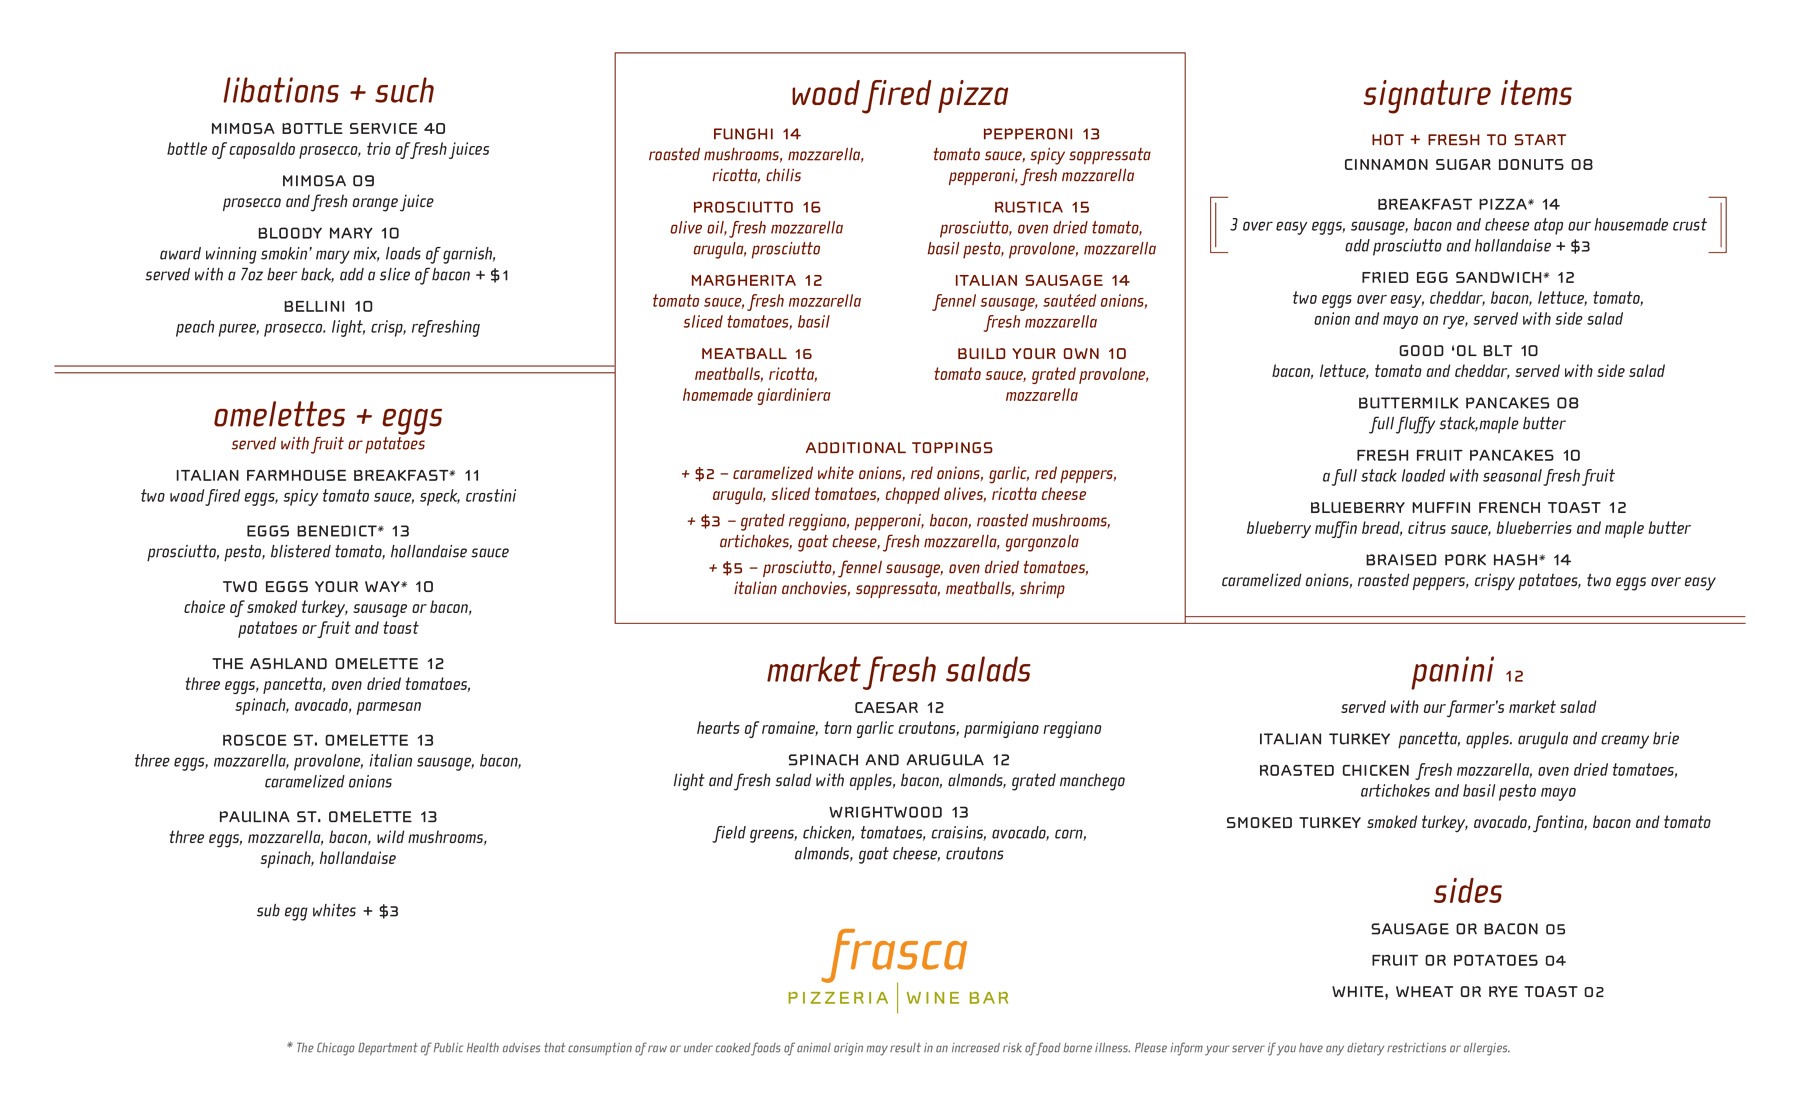 libations + such
MIMOSA BOTTLE SERVICE 40
bottle of caposaldo prosecco, trio of fresh juices
MIMOSA 09
prosecco and fresh orange juice
BLOODY MARY 10
award winning smokin' mary mix, loads of garnish,
served with a 7oz beer back, add a slice of bacon + $1
BELLINI 10
peach puree, prosecco. light, crisp, refreshing
omelettes + eggs
served with fruit or potatoes
ITALIAN FARMHOUSE BREAKFAST* 11
two wood fired eggs, spicy tomato sauce, speck, crostini
EGGS BENEDICT* 13
prosciutto, pesto, blistered tomato, hollandaise sauce
TWO EGGS YOUR WAY* 10
choice of smoked turkey, sausage or bacon,
potatoes or fruit and toast
THE ASHLAND OMELETTE 12
three eggs, pancetta, oven dried tomatoes,
spinach, avocado, parmesan
ROSCOE ST. OMELETTE 13
three eggs, mozzarella, provolone, italian sausage, bacon,
caramelized onions
PAULINA ST. OMELETTE 13
three eggs, mozzarella, bacon, wild mushrooms,
spinach, hollandaise
sub egg whites + $3
wood fired pizza
FUNGHI 14
roasted mushrooms, mozzarella,
ricotta, chilis
PROSCIUTTO 16
olive oil, fresh mozzarella
arugula, prosciutto
MARGHERITA 12
tomato sauce, fresh mozzarella
sliced tomatoes, basil
MEATBALL 16
meatballs, ricotta,
homemade giardiniera
PEPPERONI 13
tomato sauce, spicy soppressata
pepperoni, fresh mozzarella
RUSTICA 15
prosciutto, oven dried tomato,
basil pesto, provolone, mozzarella
ITALIAN SAUSAGE 14
fennel sausage, sautéed onions,
fresh mozzarella
BUILD YOUR OWN 10
tomato sauce, grated provolone,
mozzarella
ADDITIONAL TOPPINGS
+ $2 – caramelized white onions, red onions, garlic, red peppers,
arugula, sliced tomatoes, chopped olives, ricotta cheese
+ $3 – grated reggiano, pepperoni, bacon, roasted mushrooms,
artichokes, goat cheese, fresh mozzarella, gorgonzola
+ $5 – prosciutto, fennel sausage, oven dried tomatoes,
italian anchovies, soppressata, meatballs, shrimp
market fresh salads
CAESAR 12
hearts of romaine, torn garlic croutons, parmigiano reggiano
SPINACH AND ARUGULA 12
light and fresh salad with apples, bacon, almonds, grated manchego
WRIGHTWOOD 13
field greens, chicken, tomatoes, craisins, avocado, corn,
almonds, goat cheese, croutons
frasca
PIZZERIA | WINE BAR
signature items
HOT + FRESH TO START
CINNAMON SUGAR DONUTS 08
BREAKFAST PIZZA* 14
3 over easy eggs, sausage, bacon and cheese atop our housemade crust
add prosciutto and hollandaise + $3
FRIED EGG SANDWICH* 12
two eggs over easy, cheddar, bacon, lettuce, tomato,
onion and mayo on rye, served with side salad
GOOD 'OL BLT 10
bacon, lettuce, tomato and cheddar, served with side salad
BUTTERMILK PANCAKES 08
full fluffy stack,maple butter
FRESH FRUIT PANCAKES 10
a full stack loaded with seasonal fresh fruit
BLUEBERRY MUFFIN FRENCH TOAST 12
blueberry muffin bread, citrus sauce, blueberries and maple butter
BRAISED PORK HASH* 14
caramelized onions, roasted peppers, crispy potatoes, two eggs over easy
panini 12
served with our farmer's market salad
ITALIAN TURKEY pancetta, apples. arugula and creamy brie
ROASTED CHICKEN fresh mozzarella, oven dried tomatoes,
artichokes and basil pesto mayo
SMOKED TURKEY smoked turkey, avocado, fontina, bacon and tomato
sides
SAUSAGE OR BACON 05
FRUIT OR POTATOES 04
WHITE, WHEAT OR RYE TOAST 02
* The Chicago Department of Public Health advises that consumption of raw or under cooked foods of animal origin may result in an increased risk of food borne illness. Please inform your server if you have any dietary restrictions or allergies.